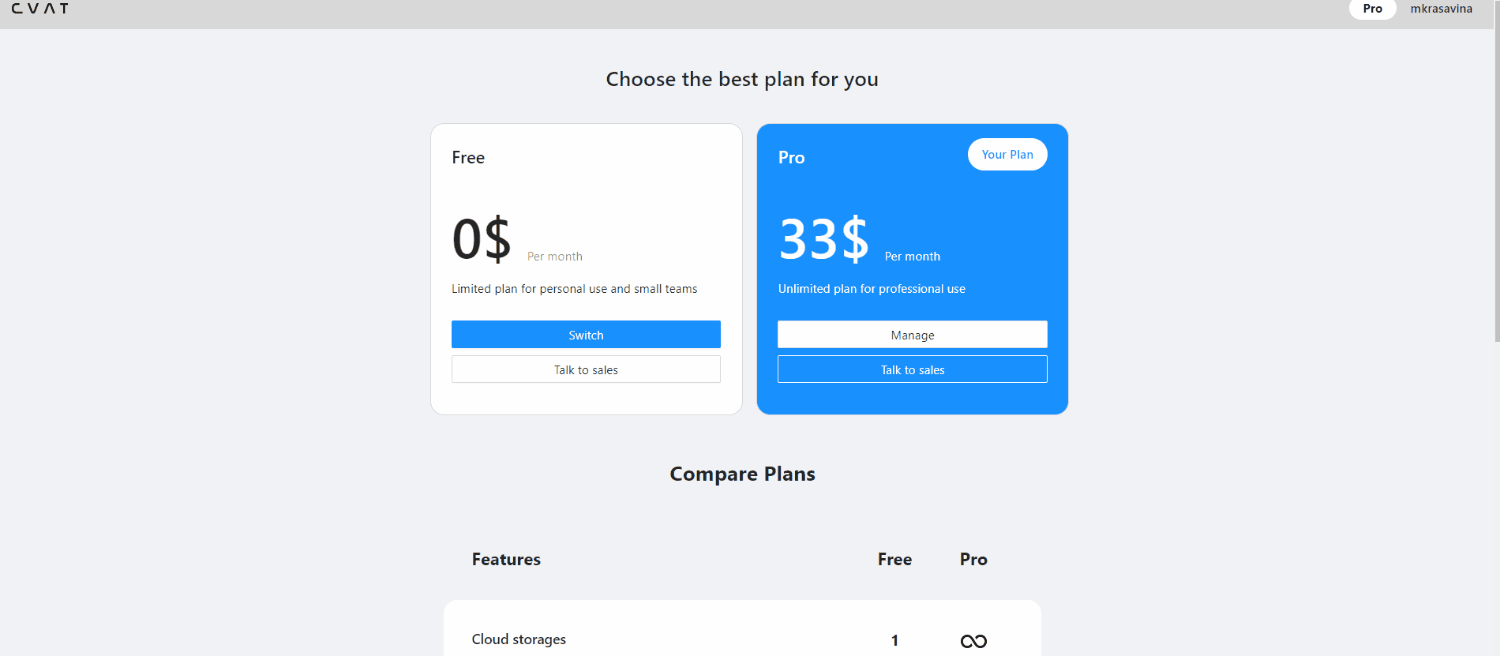 CVAT
Pro mkrasavina
Choose the best plan for you
Free
0$ Per month
Limited plan for personal use and small teams
Switch
Talk to sales
Pro Your Plan
33$ Per month
Unlimited plan for professional use
Manage
Talk to sales
Compare Plans
Features Free Pro
Cloud storages 1 ∞